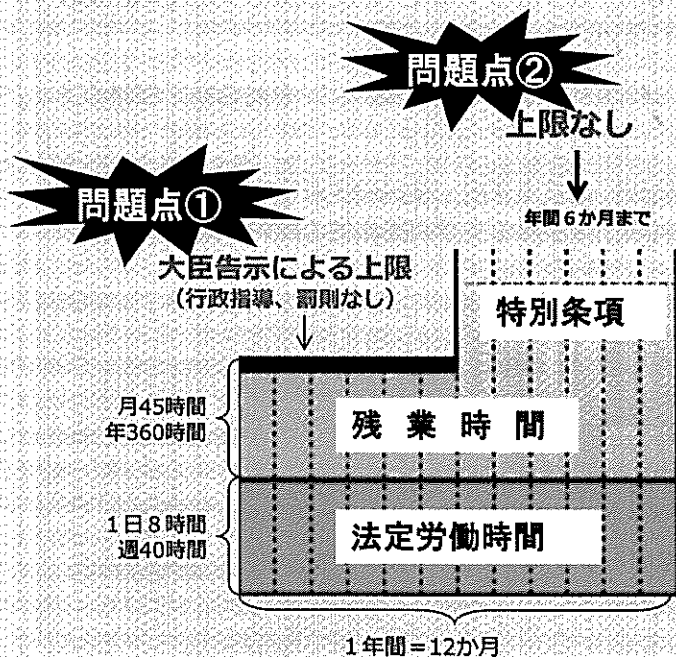 問題点②
上限なし
年間6か月まで
問題点①
大臣告示による上限
(行政指導、罰則なし)
特別条項
月45時間
年360時間
残業時間
1日8時間
週40時間
法定労働時間
1年間=12か月